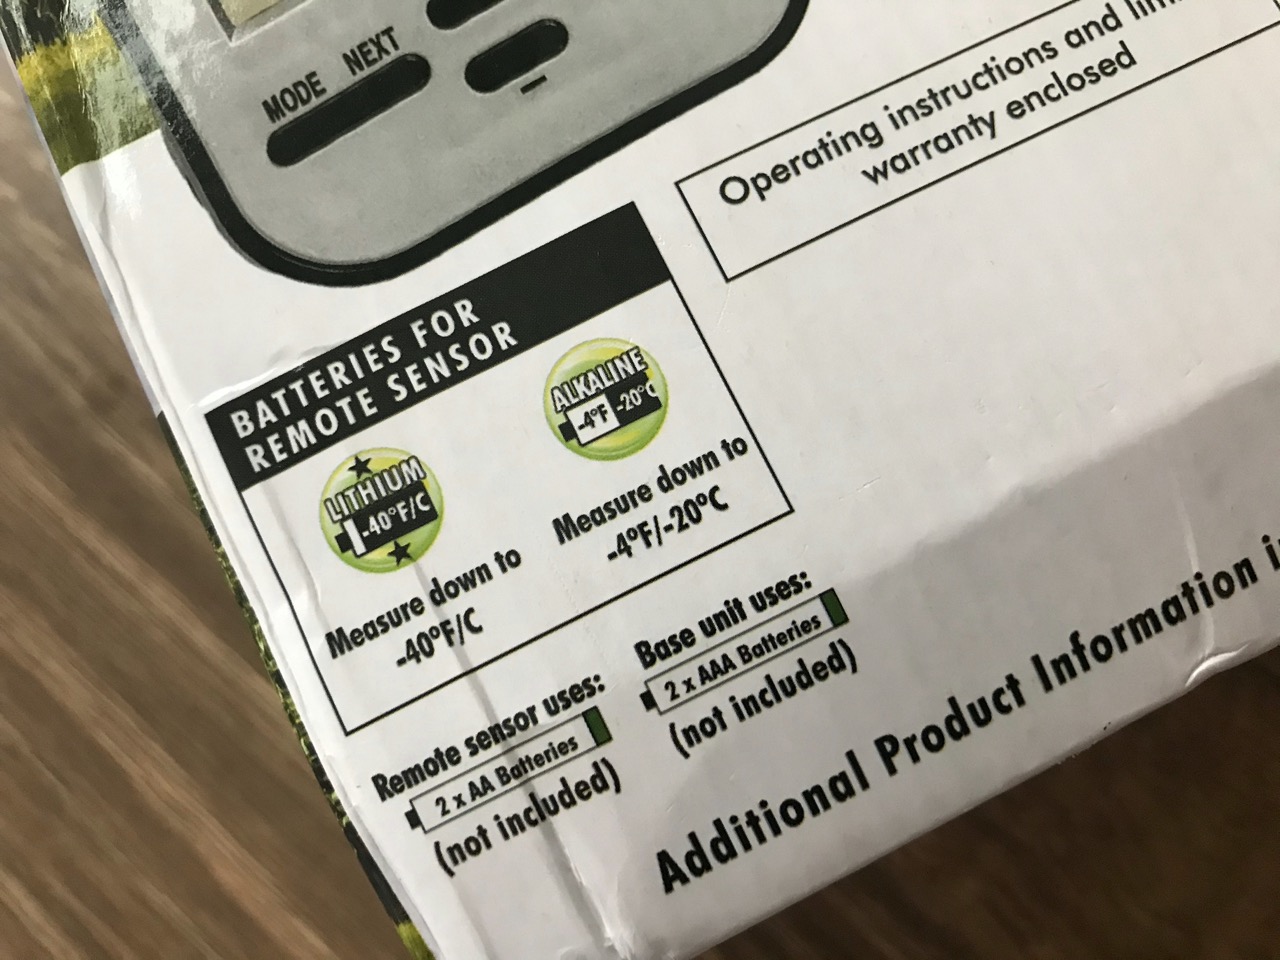 MODE NEXT
–
Operating instructions and
warranty enclosed
BATTERIES FOR
REMOTE SENSOR
LITHIUM
-40°F/C
Measure down to
-40°F/C
ALKALINE
-4°F -20°C
Measure down to
-4°F/-20°C
Remote sensor uses:
2 x AA Batteries
(not included)
Base unit uses:
2 x AAA Batteries
(not included)
Additional Product Information